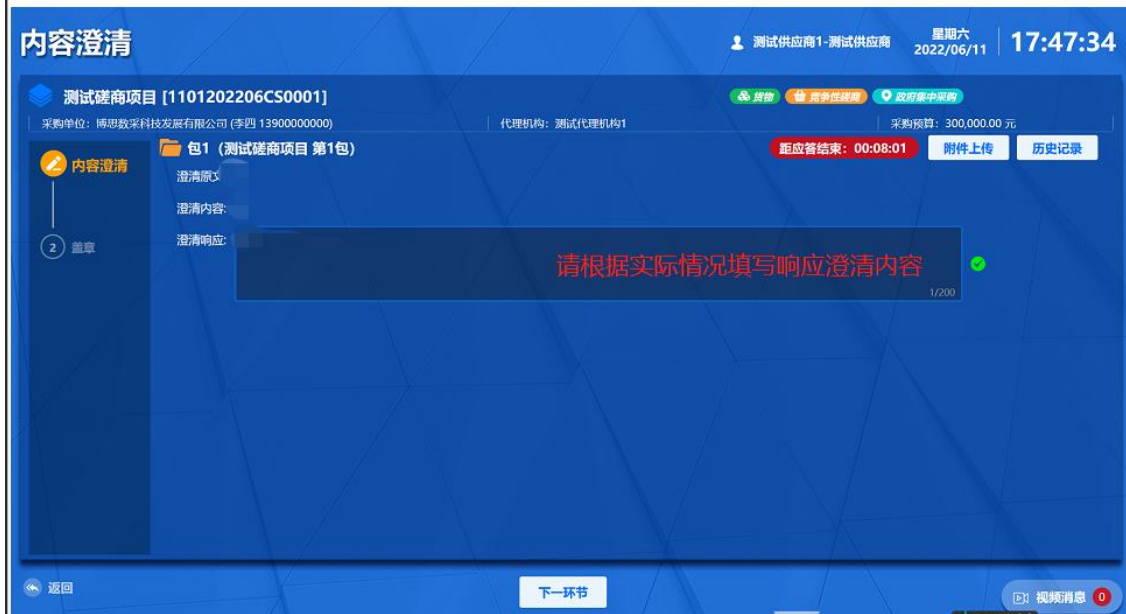 内容澄清
测试供应商1-测试供应商
星期六
2022/06/11
17:47:34
测试磋商项目 [1101202206CS0001]
货物 竞争性磋商 政府集中采购
采购单位: 博思数采科技发展有限公司 (李四 13900000000) 代理机构: 测试代理机构1 采购预算: 300,000.00 元
内容澄清
2 盖章
包1（测试磋商项目 第1包）
距应答结束: 00:08:01 附件上传 历史记录
澄清原
澄清内容:
澄清响应:
请根据实际情况填写响应澄清内容
1/200
返回
下一环节
视频消息 0